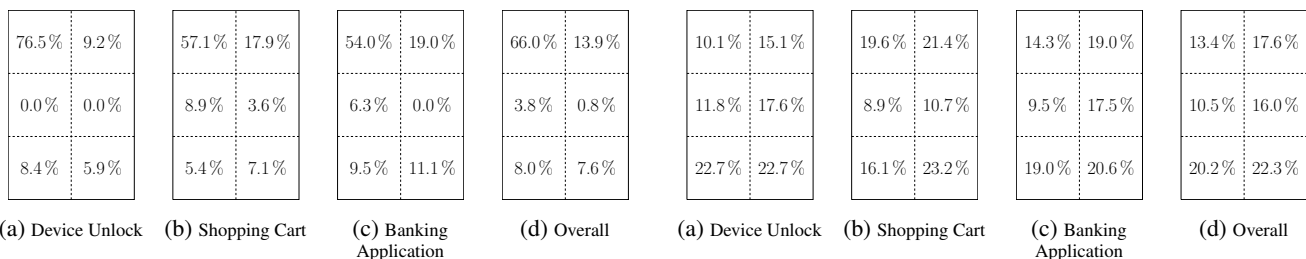 76.5 % 9.2 % 57.1 % 17.9 % 54.0 % 19.0 % 66.0 % 13.9 % 10.1 % 15.1 % 19.6 % 21.4 % 14.3 % 19.0 % 13.4 % 17.6 %
0.0 % 0.0 % 8.9 % 3.6 % 6.3 % 0.0 % 3.8 % 0.8 % 11.8 % 17.6 % 8.9 % 10.7 % 9.5 % 17.5 % 10.5 % 16.0 %
8.4 % 5.9 % 5.4 % 7.1 % 9.5 % 11.1 % 8.0 % 7.6 % 22.7 % 22.7 % 16.1 % 23.2 % 19.0 % 20.6 % 20.2 % 22.3 %
(a) Device Unlock (b) Shopping Cart (c) Banking (d) Overall (a) Device Unlock (b) Shopping Cart (c) Banking (d) Overall
Application Application